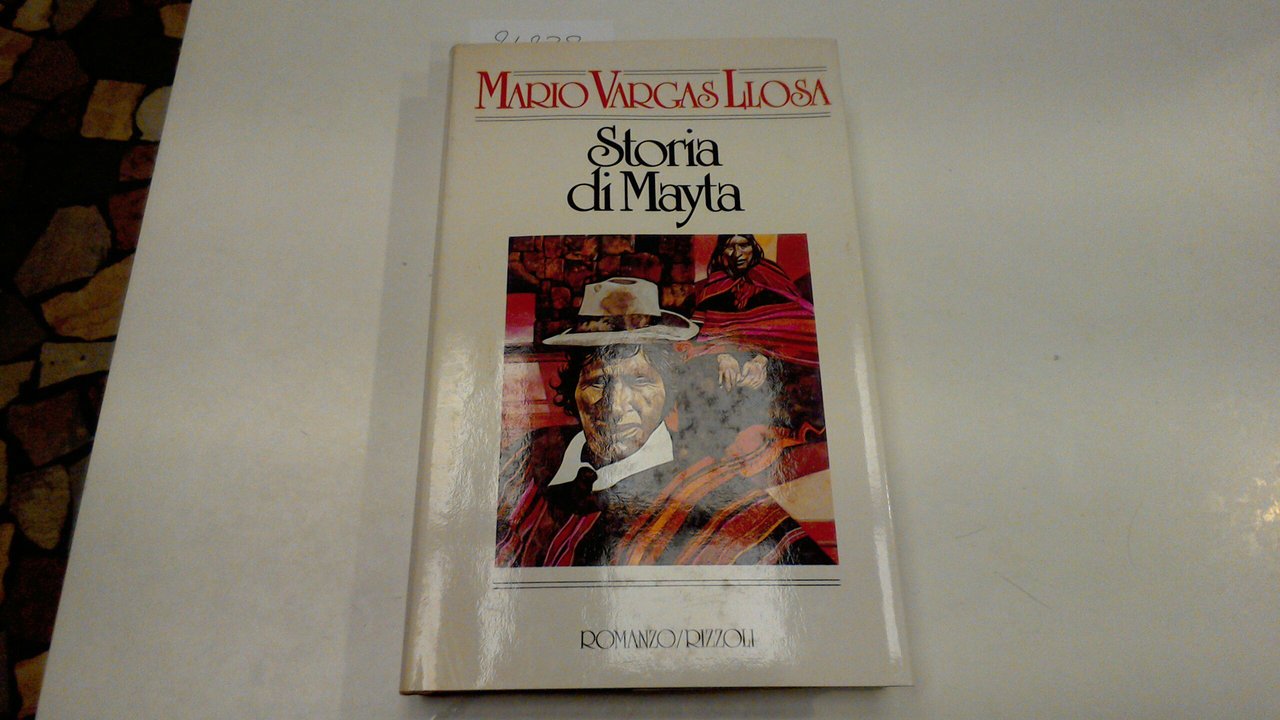 MARIO VARGAS LLOSA
Storia
di Mayta
ROMANZO/RIZZOLI